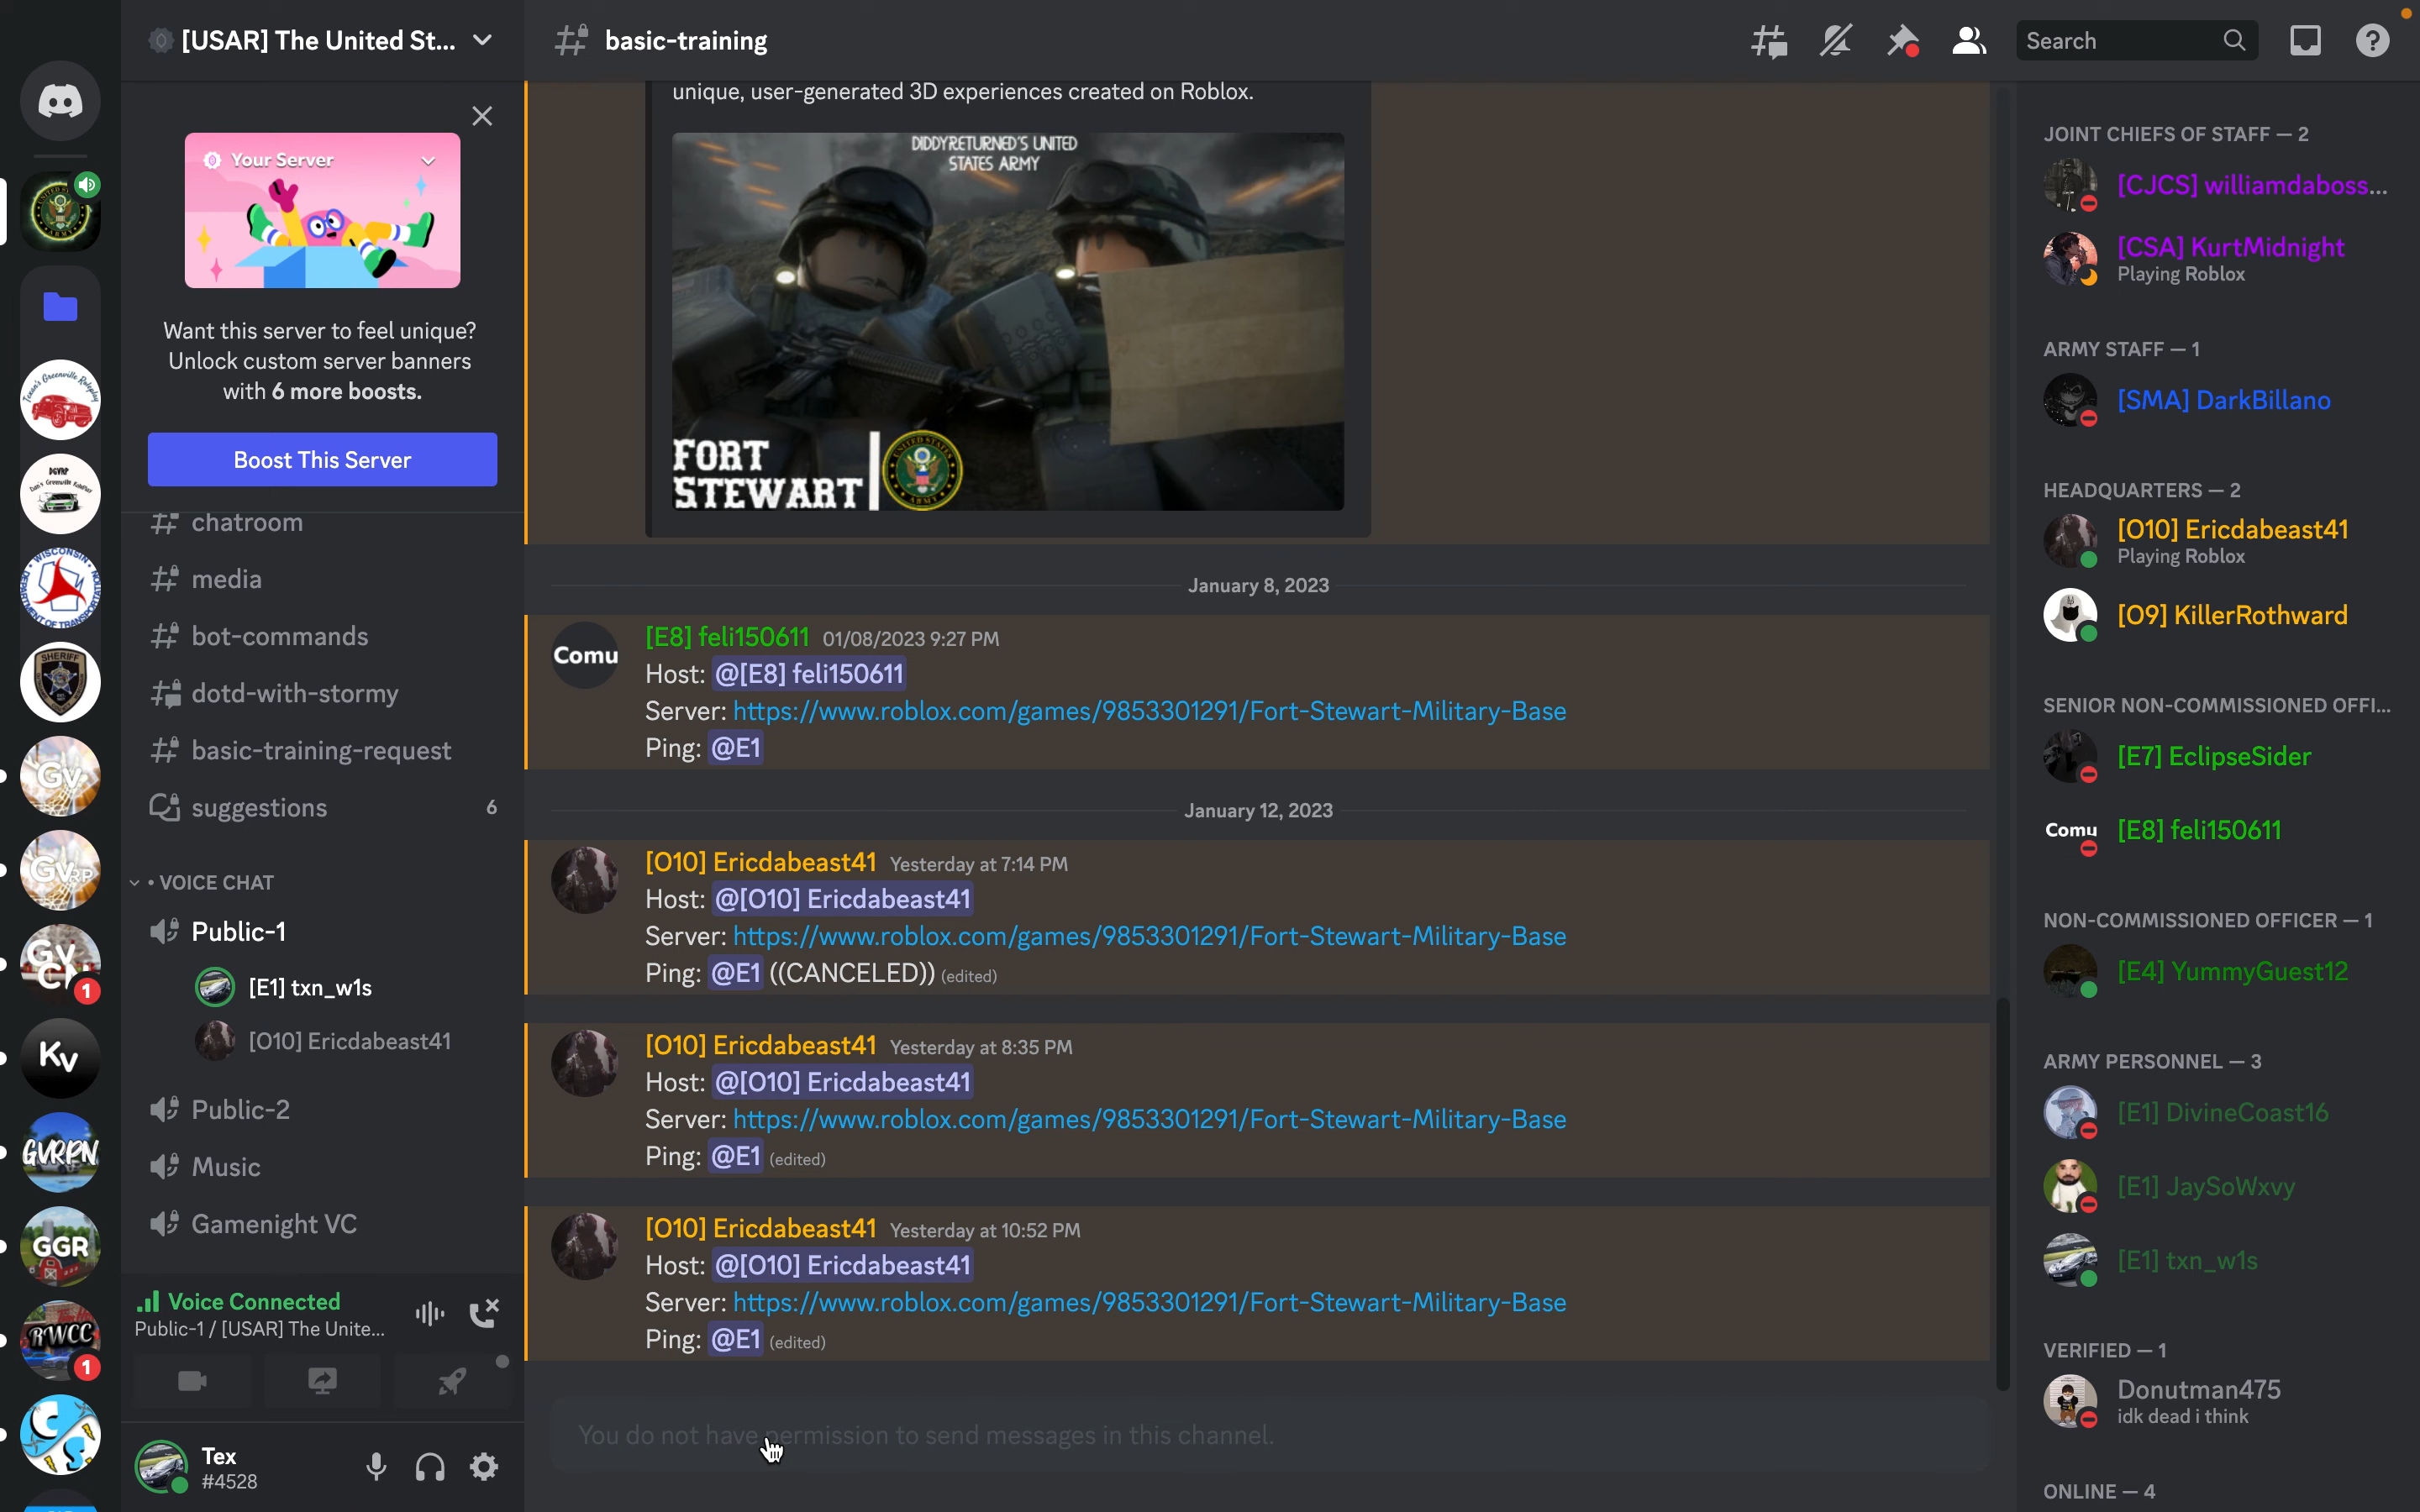 [USAR] The United St...
Your Server
Want this server to feel unique?
Unlock custom server banners
with 6 more boosts.
Boost This Server
chatroom
media
bot-commands
dotd-with-stormy
basic-training-request
suggestions 6
• VOICE CHAT
Public-1
[E1] txn_w1s
[O10] Ericdabeast41
Public-2
Music
Gamenight VC
Voice Connected
Public-1 / [USAR] The Unite...
Tex
#4528
SHERIFF
GV
GVRP
GV
CN
1
KV
GVRPN
GGR
RWCC
1
CS
basic-training
Search
unique, user-generated 3D experiences created on Roblox.
DIDDYRETURNED'S UNITED
STATES ARMY
FORT
STEWART
January 8, 2023
Comu
[E8] feli150611 01/08/2023 9:27 PM
Host: @[E8] feli150611
Server: https://www.roblox.com/games/9853301291/Fort-Stewart-Military-Base
Ping: @E1
January 12, 2023
[O10] Ericdabeast41 Yesterday at 7:14 PM
Host: @[O10] Ericdabeast41
Server: https://www.roblox.com/games/9853301291/Fort-Stewart-Military-Base
Ping: @E1 ((CANCELED)) (edited)
[O10] Ericdabeast41 Yesterday at 8:35 PM
Host: @[O10] Ericdabeast41
Server: https://www.roblox.com/games/9853301291/Fort-Stewart-Military-Base
Ping: @E1 (edited)
[O10] Ericdabeast41 Yesterday at 10:52 PM
Host: @[O10] Ericdabeast41
Server: https://www.roblox.com/games/9853301291/Fort-Stewart-Military-Base
Ping: @E1 (edited)
You do not have permission to send messages in this channel.
JOINT CHIEFS OF STAFF — 2
[CJCS] williamdaboss...
[CSA] KurtMidnight
Playing Roblox
ARMY STAFF — 1
[SMA] DarkBillano
HEADQUARTERS — 2
[O10] Ericdabeast41
Playing Roblox
[O9] KillerRothward
SENIOR NON-COMMISSIONED OFFI...
[E7] EclipseSider
Comu [E8] feli150611
NON-COMMISSIONED OFFICER — 1
[E4] YummyGuest12
ARMY PERSONNEL — 3
[E1] DivineCoast16
[E1] JaySoWxvy
[E1] txn_w1s
VERIFIED — 1
Donutman475
idk dead i think
ONLINE — 4